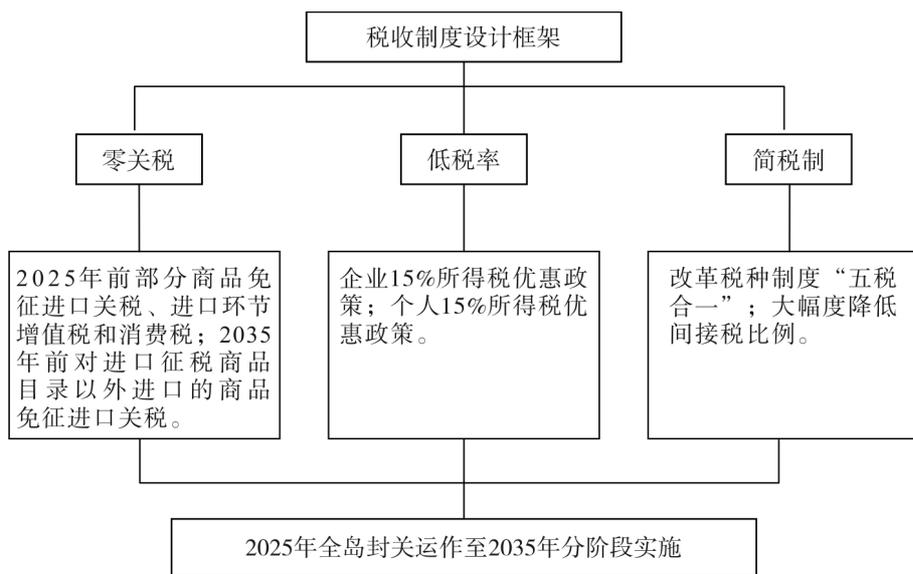 税收制度设计框架
零关税
低税率
简税制
2025年前部分商品免
征进口关税、进口环节
增值税和消费税；2035
年前对进口征税商品
目录以外进口的商品
免征进口关税。
企业15%所得税优惠政
策；个人15%所得税优
惠政策。
改革税种制度“五税
合一”；大幅度降低
间接税比例。
2025年全岛封关运作至2035年分阶段实施